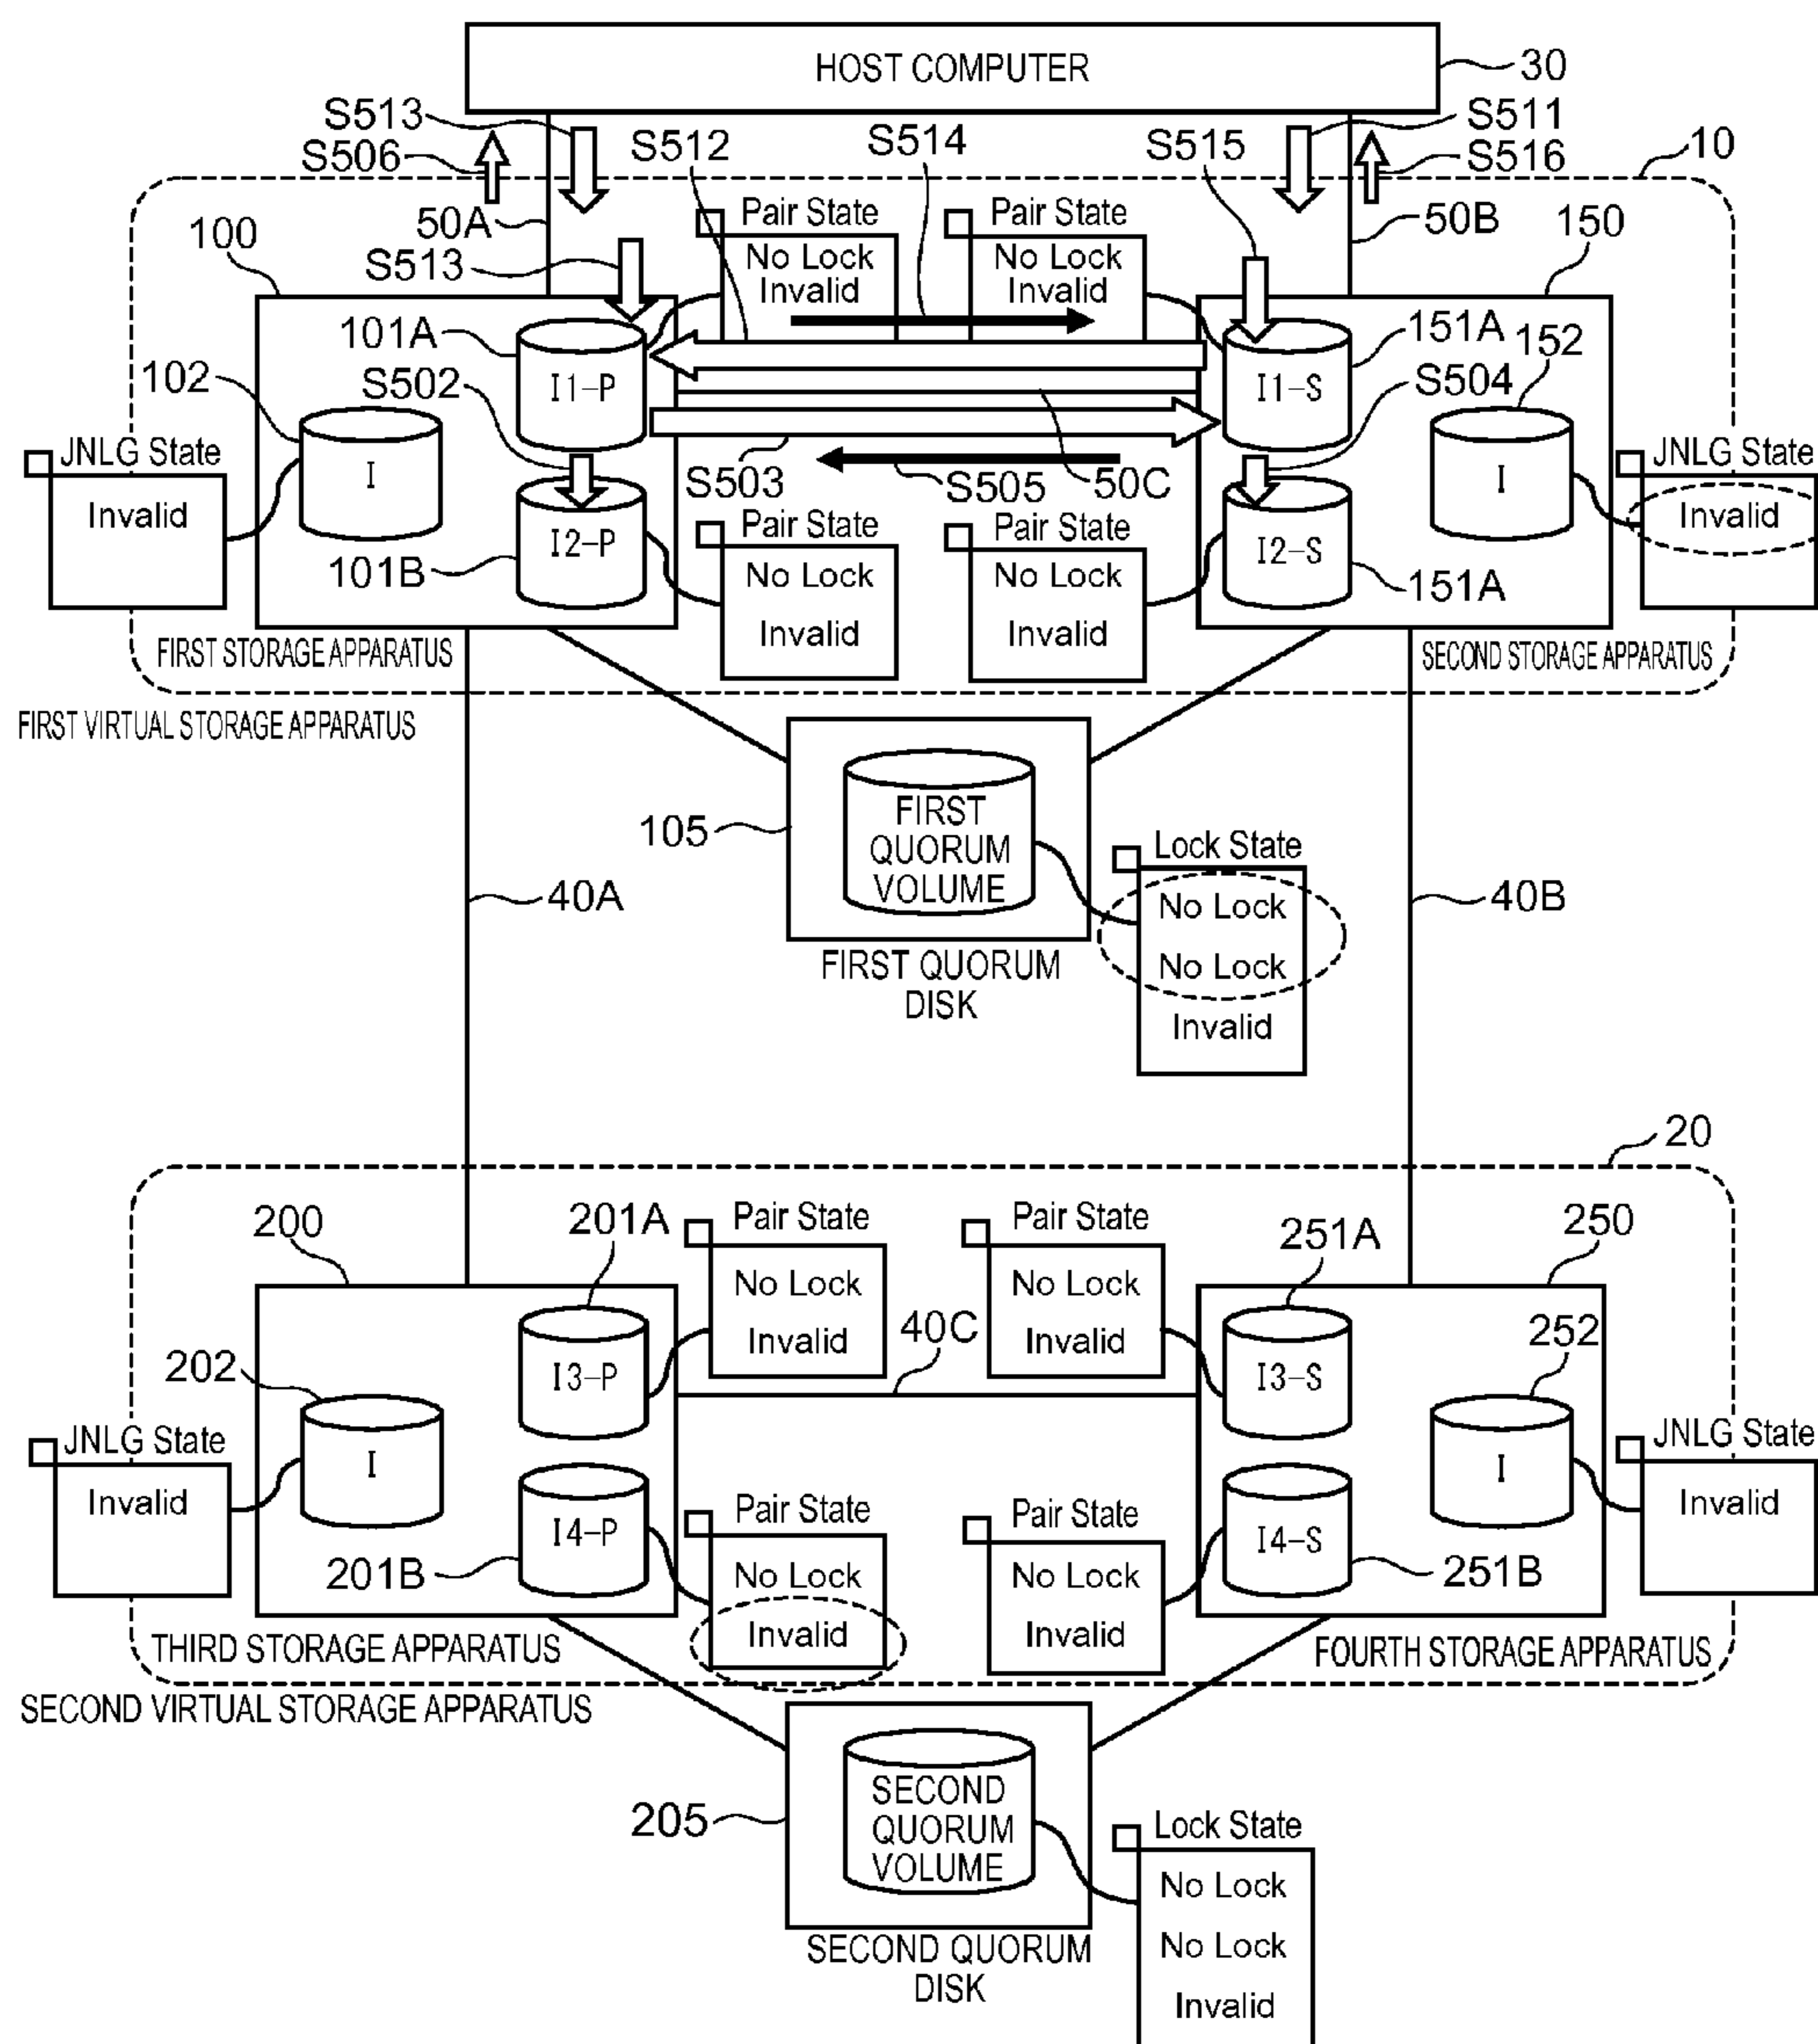 HOST COMPUTER
30
S513
S506
S512
S514
S515
S511
S516
10
50A
50B
100
150
S513
Pair State
No Lock
Invalid
Pair State
No Lock
Invalid
101A
I1-P
S502
102
I
JNLG State
Invalid
I1-S
151A
152
S504
I
JNLG State
Invalid
S503
S505
50C
I2-P
101B
Pair State
No Lock
Invalid
Pair State
No Lock
Invalid
I2-S
151A
FIRST STORAGE APPARATUS
SECOND STORAGE APPARATUS
FIRST VIRTUAL STORAGE APPARATUS
105
FIRST
QUORUM
VOLUME
FIRST QUORUM
DISK
Lock State
No Lock
No Lock
Invalid
40A
40B
20
200
201A
Pair State
No Lock
Invalid
Pair State
No Lock
Invalid
251A
250
40C
202
I
I3-P
I3-S
252
I
JNLG State
Invalid
JNLG State
Invalid
I4-P
201B
Pair State
No Lock
Invalid
Pair State
No Lock
Invalid
I4-S
251B
THIRD STORAGE APPARATUS
FOURTH STORAGE APPARATUS
SECOND VIRTUAL STORAGE APPARATUS
205
SECOND
QUORUM
VOLUME
SECOND QUORUM
DISK
Lock State
No Lock
No Lock
Invalid